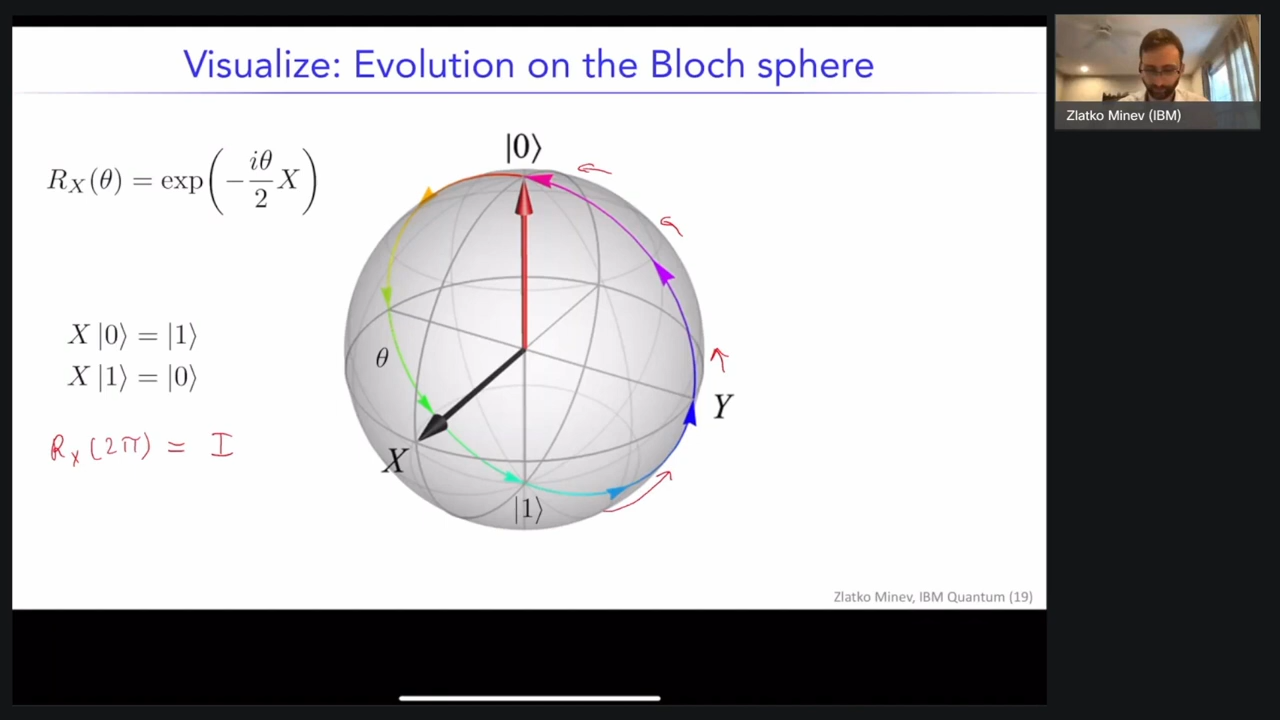 Visualize: Evolution on the Bloch sphere
Zlatko Minev (IBM)
R_X(θ) = exp(−iθ/2 X)
|0⟩
X |0⟩ = |1⟩
X |1⟩ = |0⟩
R_x(2π) = I
θ
Y
X
|1⟩
Zlatko Minev, IBM Quantum (19)